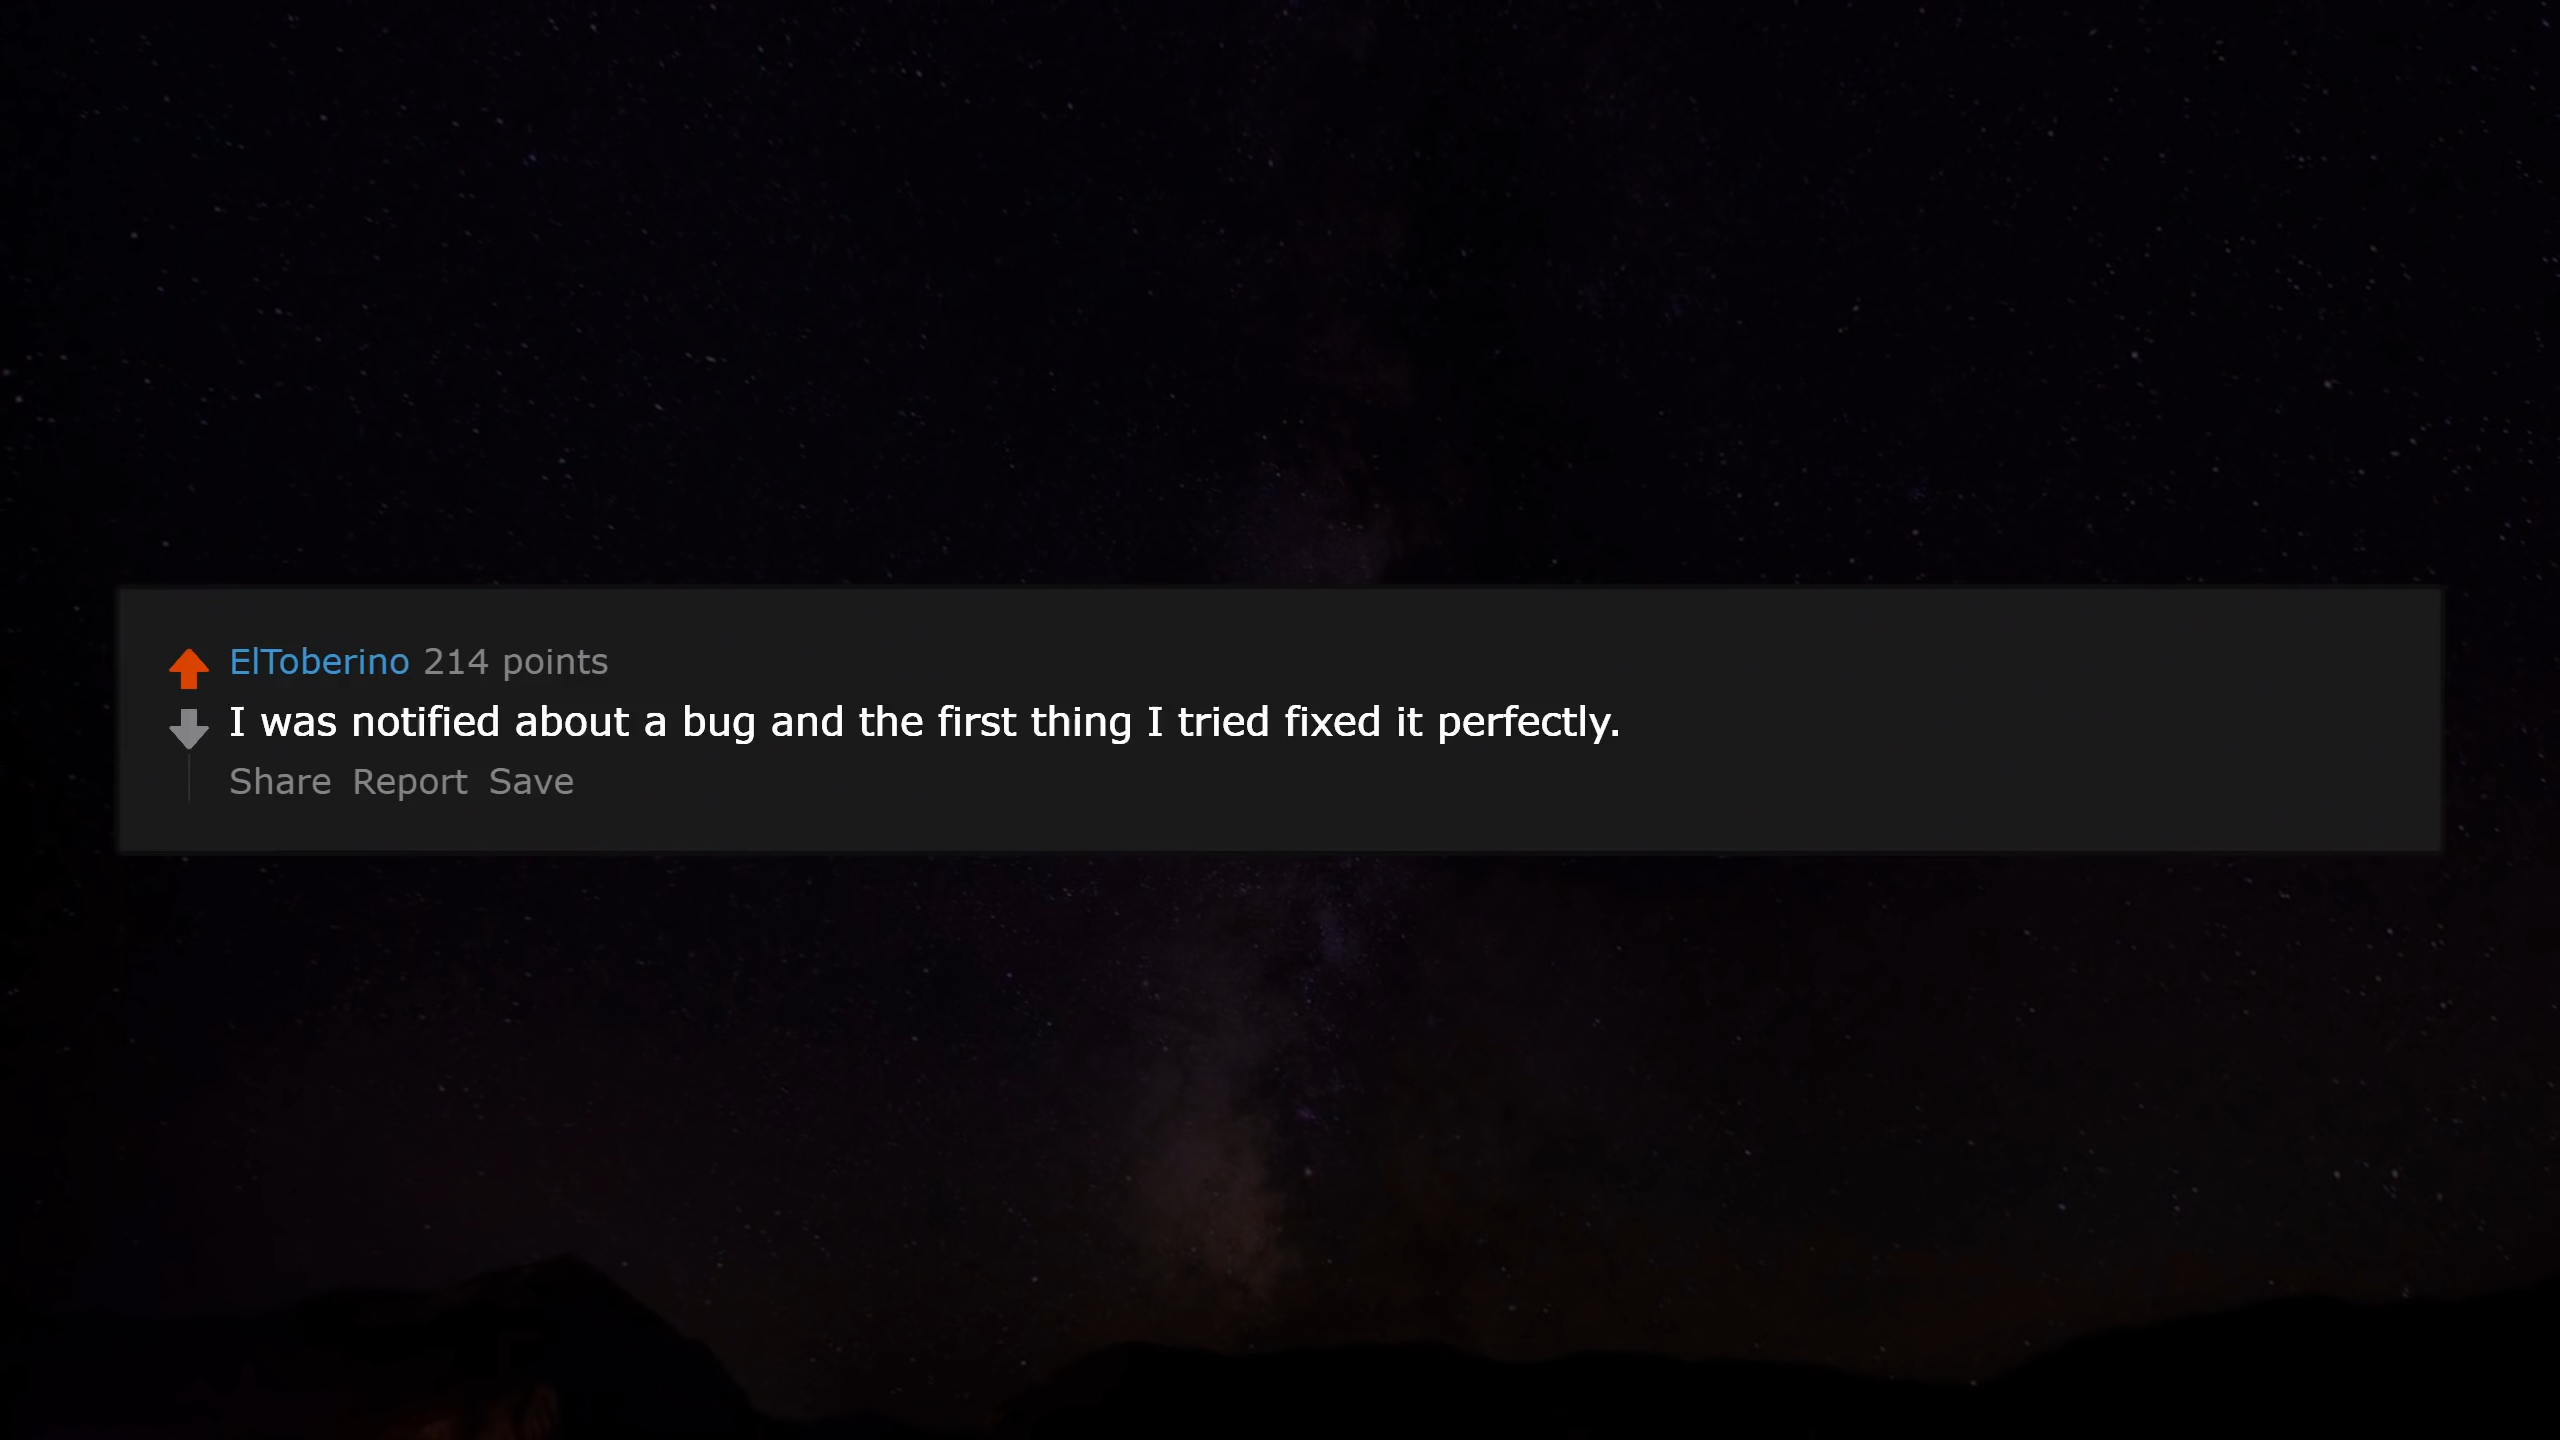 ElToberino 214 points
I was notified about a bug and the first thing I tried fixed it perfectly.
Share Report Save